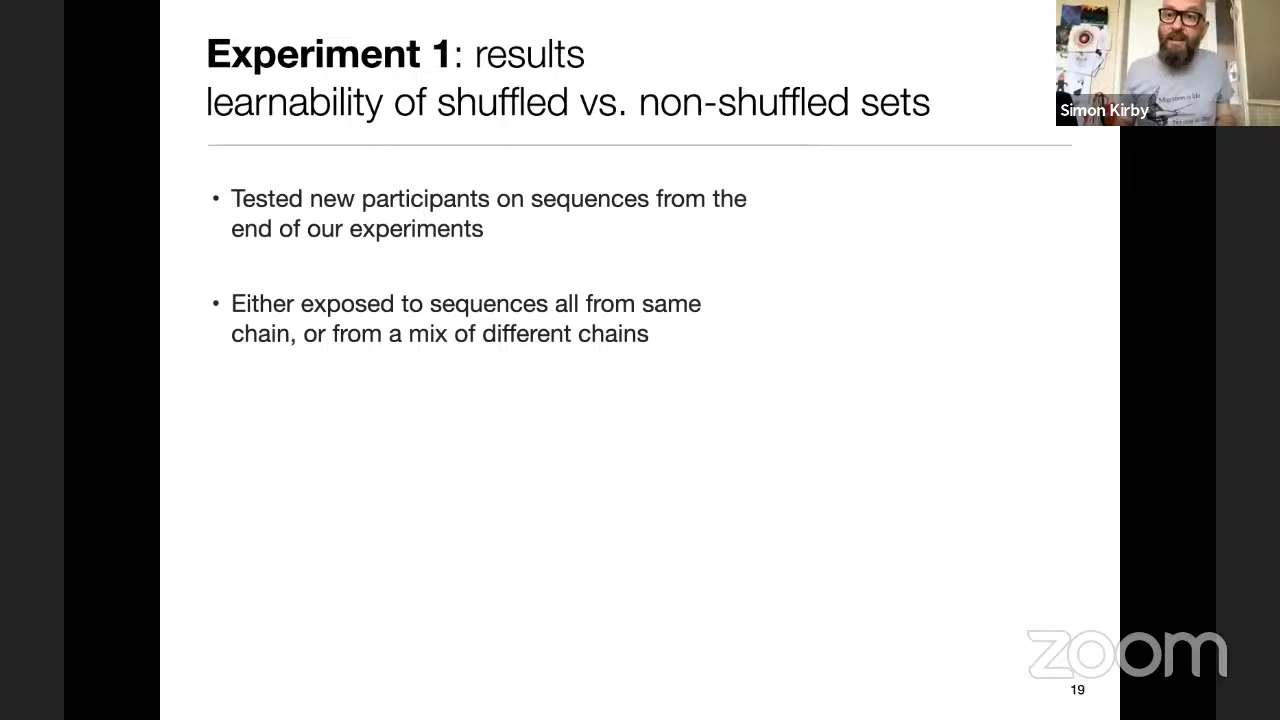 Experiment 1: results
learnability of shuffled vs. non-shuffled sets
Simon Kirby
• Tested new participants on sequences from the
end of our experiments
• Either exposed to sequences all from same
chain, or from a mix of different chains
zoom
19